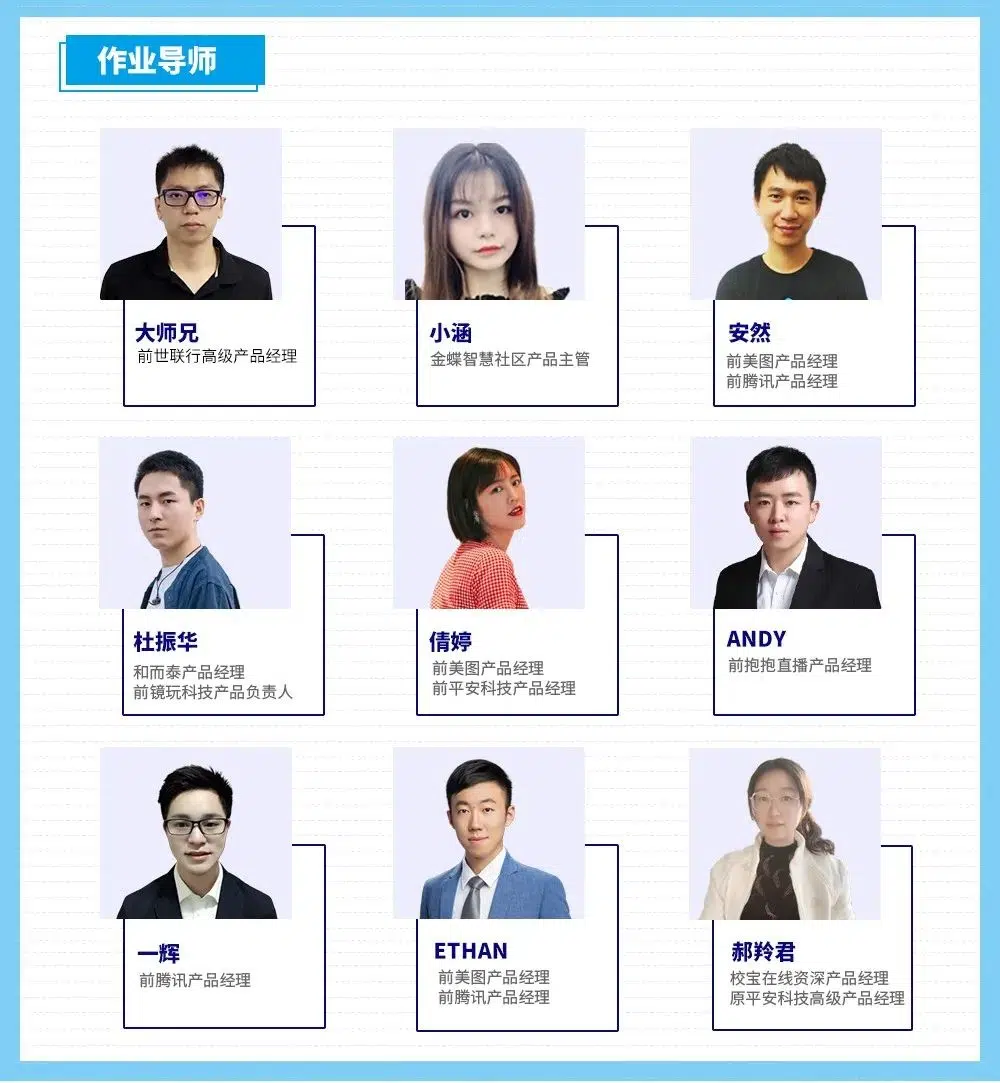 作业导师
大师兄
前世联行高级产品经理
小涵
金蝶智慧社区产品主管
安然
前美图产品经理
前腾讯产品经理
杜振华
和而泰产品经理
前镜玩科技产品负责人
倩婷
前美图产品经理
前平安科技产品经理
ANDY
前抱抱直播产品经理
一辉
前腾讯产品经理
ETHAN
前美图产品经理
前腾讯产品经理
郝羚君
校宝在线资深产品经理
原平安科技高级产品经理